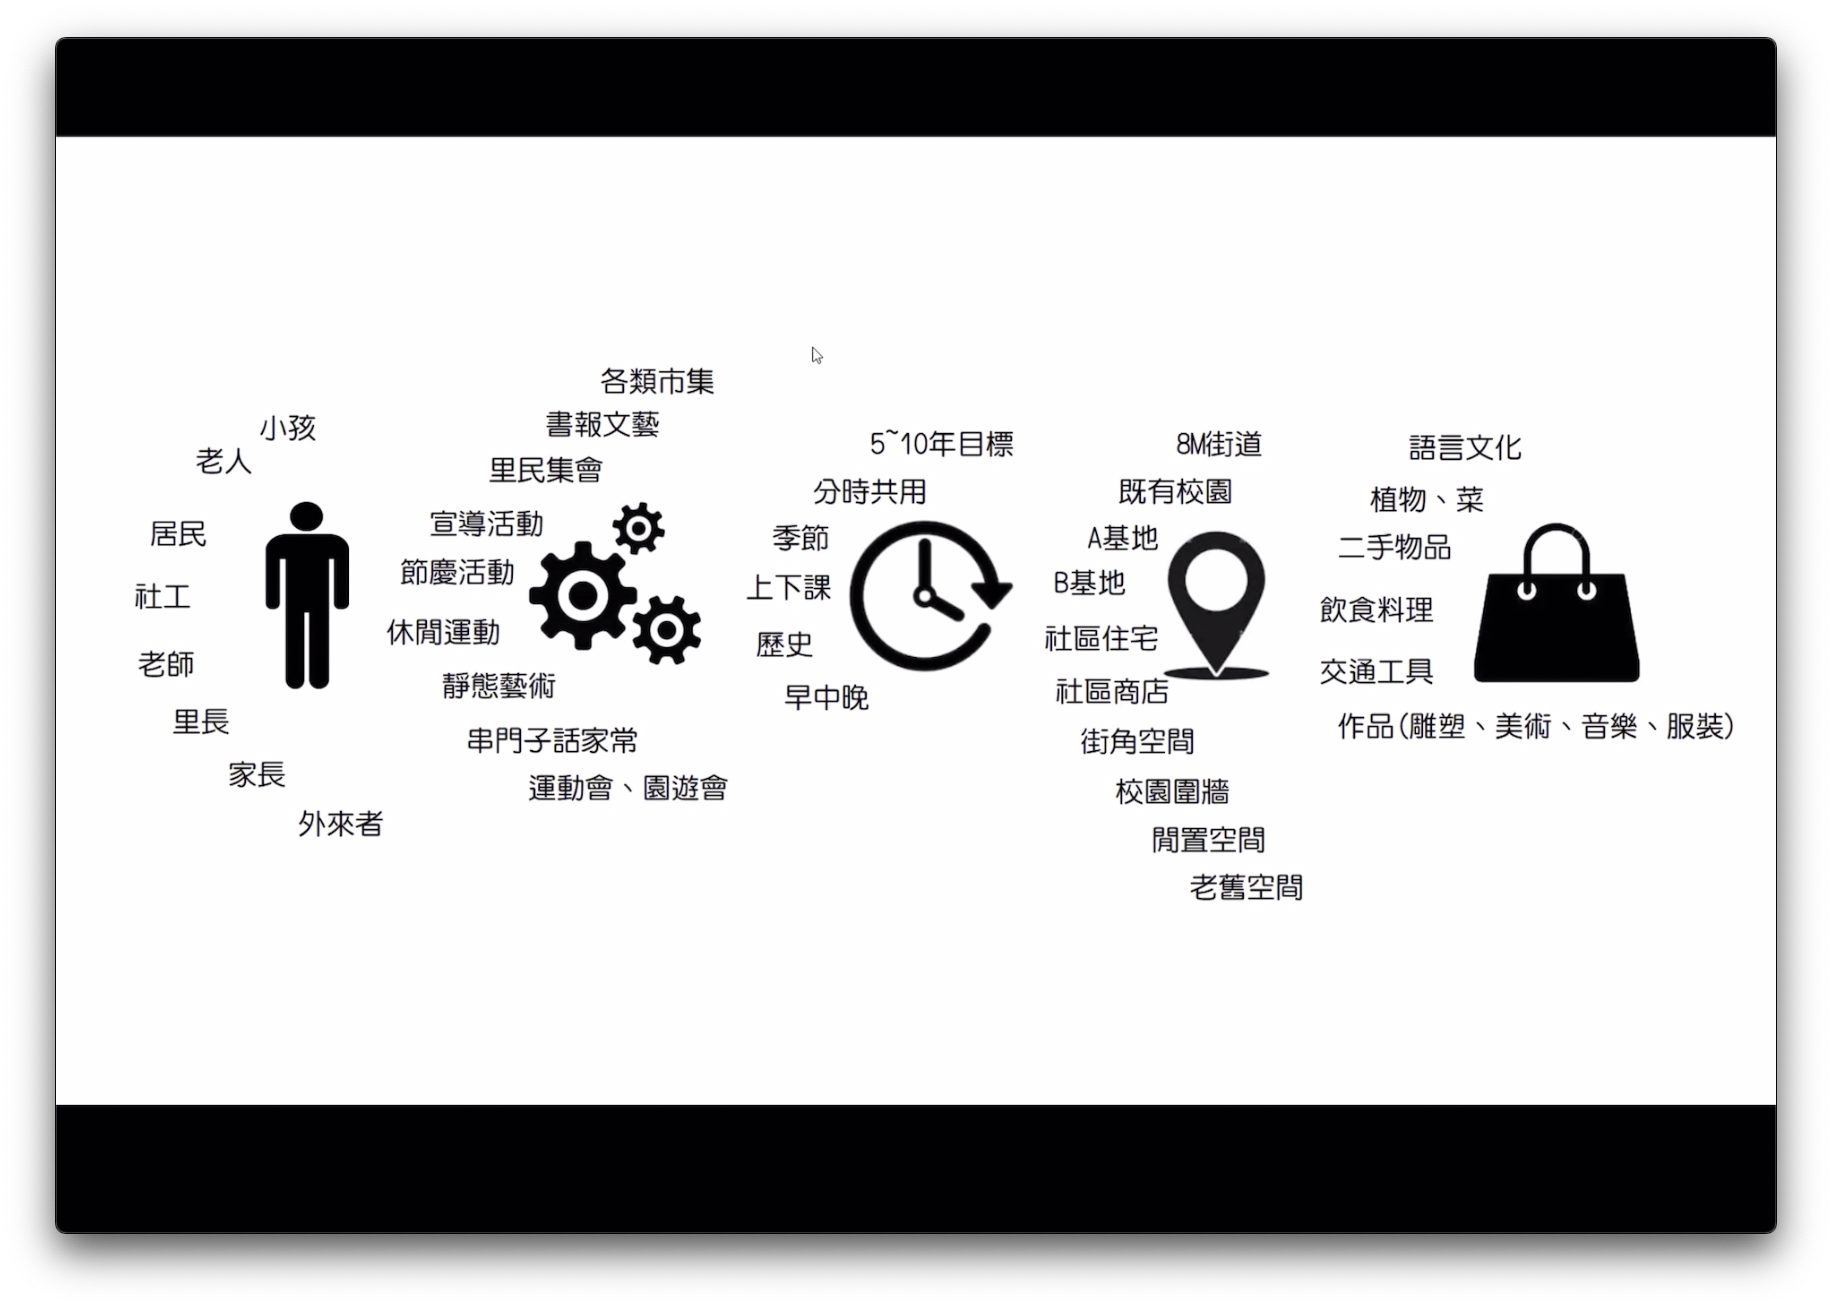 小孩
老人
居民
社工
老師
里長
家長
外來者
各類市集
書報文藝
里民集會
宣導活動
節慶活動
休閒運動
靜態藝術
串門子話家常
運動會、園遊會
5~10年目標
分時共用
季節
上下課
歷史
早中晚
8M街道
既有校園
A基地
B基地
社區住宅
社區商店
街角空間
校園圍牆
閒置空間
老舊空間
語言文化
植物、菜
二手物品
飲食料理
交通工具
作品(雕塑、美術、音樂、服裝)